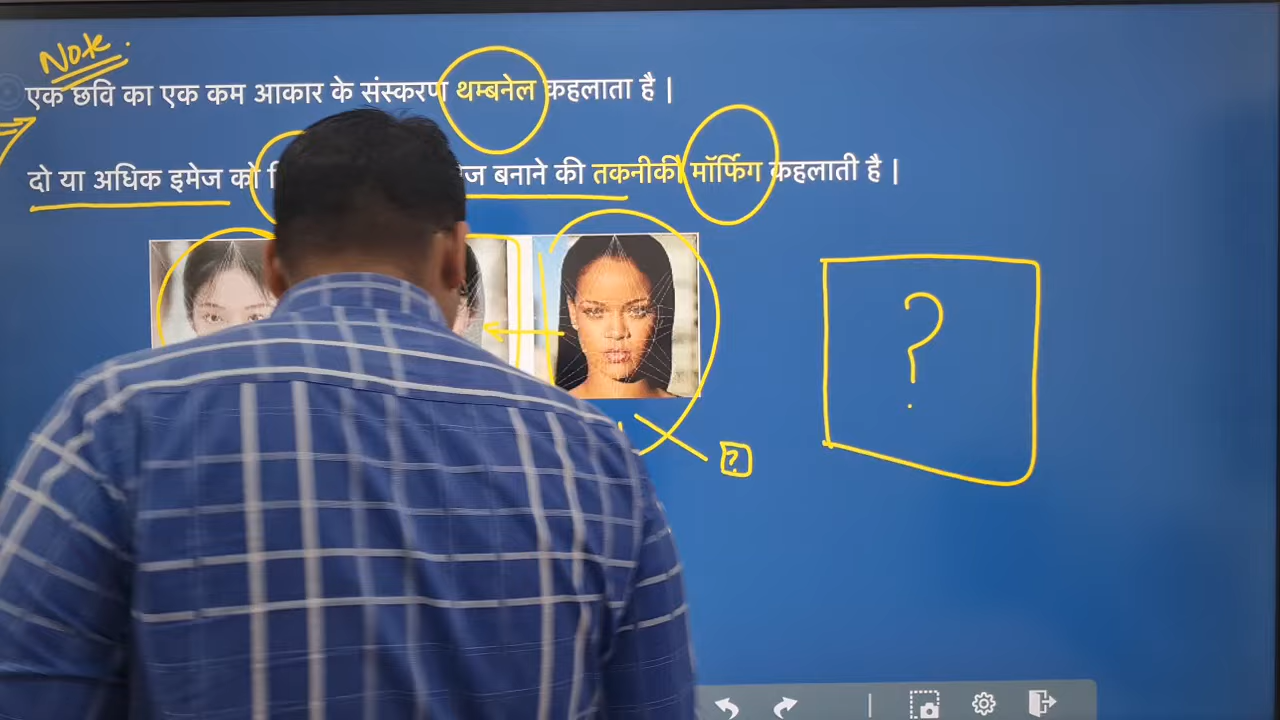 Note.
एक छवि का एक कम आकार के संस्करण थम्बनेल कहलाता है |
दो या अधिक इमेज को बनाने की तकनीकी मॉर्फिंग कहलाती है |
?
?